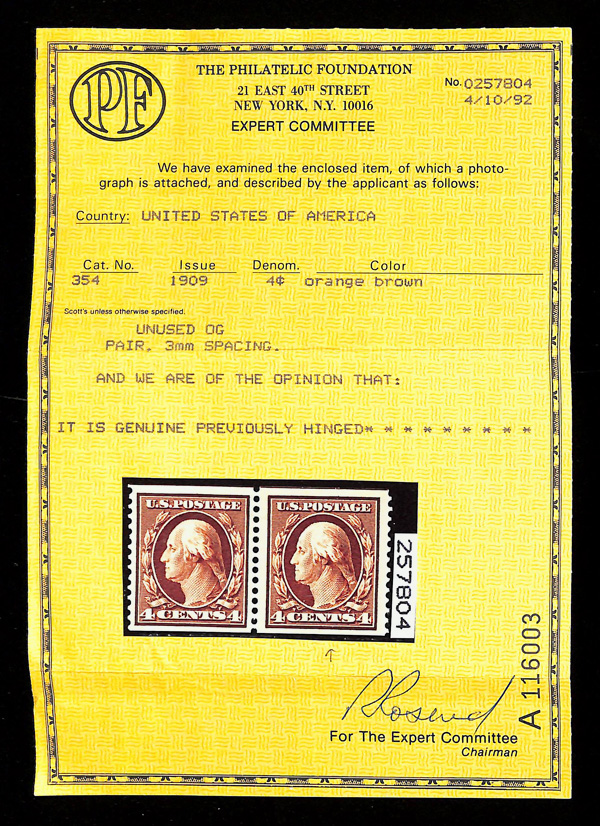 PF
THE PHILATELIC FOUNDATION
21 EAST 40TH STREET
NEW YORK, N.Y. 10016
EXPERT COMMITTEE
No. 0257804
4/10/92
We have examined the enclosed item, of which a photo-
graph is attached, and described by the applicant as follows:
Country: UNITED STATES OF AMERICA
Cat. No. Issue Denom. Color
354 1909 4¢ orange brown
Scott's unless otherwise specified.
UNUSED OG
PAIR, 3mm SPACING.
AND WE ARE OF THE OPINION THAT:
IT IS GENUINE PREVIOUSLY HINGED* * * * * * * * *
U.S. POSTAGE U.S. POSTAGE
4 CENTS 4 4 CENTS 4
257804
A 116003
For The Expert Committee
Chairman